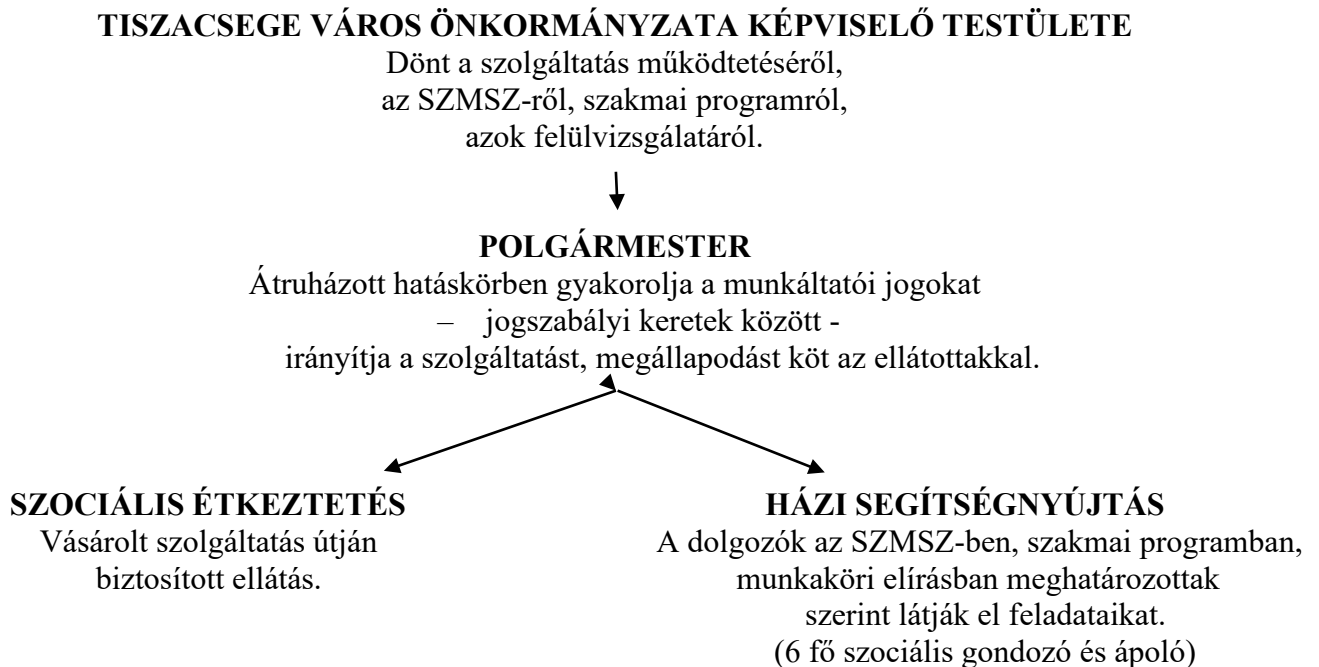 TISZACSEGE VÁROS ÖNKORMÁNYZATA KÉPVISELŐ TESTÜLETE
Dönt a szolgáltatás működtetéséről,
az SZMSZ-ről, szakmai programról,
azok felülvizsgálatáról.
POLGÁRMESTER
Átruházott hatáskörben gyakorolja a munkáltatói jogokat
– jogszabályi keretek között -
irányítja a szolgáltatást, megállapodást köt az ellátottakkal.
SZOCIÁLIS ÉTKEZTETÉS
Vásárolt szolgáltatás útján
biztosított ellátás.
HÁZI SEGÍTSÉGNYÚJTÁS
A dolgozók az SZMSZ-ben, szakmai programban,
munkaköri elírásban meghatározottak
szerint látják el feladataikat.
(6 fő szociális gondozó és ápoló)